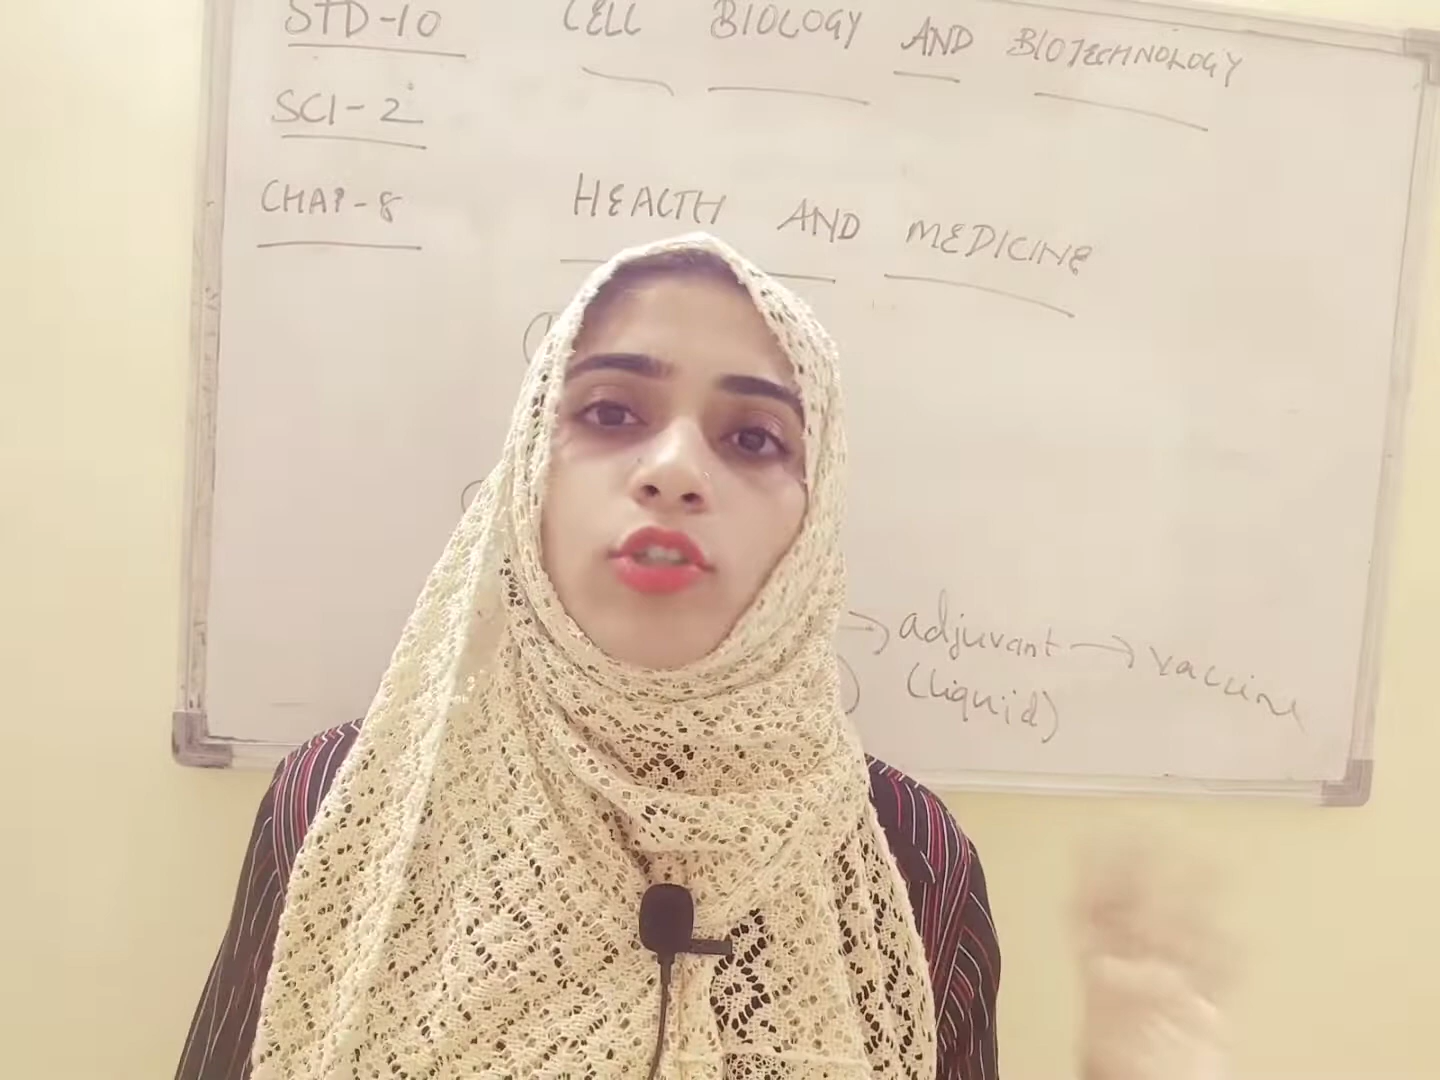 STD-10 CELL BIOLOGY AND BIOTECHNOLOGY
SCI-2
CHAP-8 HEALTH AND MEDICINE
→ adjuvant → vaccine
(liquid)